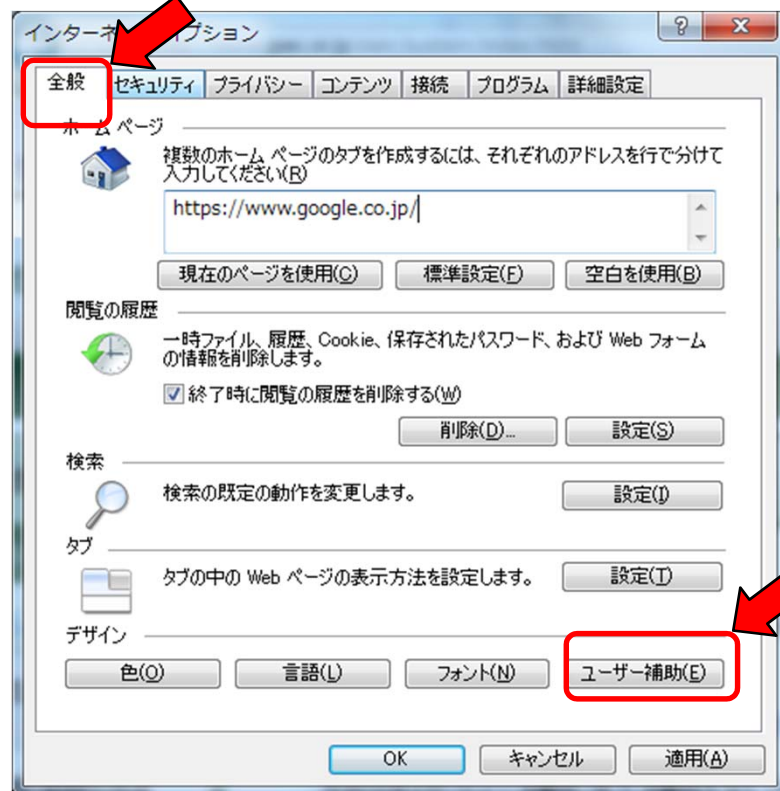 インターネ プション
全般 セキュリティ プライバシー コンテンツ 接続 プログラム 詳細設定
ホーム ページ
複数のホーム ページのタブを作成するには、それぞれのアドレスを行で分けて
入力してください(R)
https://www.google.co.jp/
現在のページを使用(C) 標準設定(F) 空白を使用(B)
閲覧の履歴
一時ファイル、履歴、Cookie、保存されたパスワード、および Web フォーム
の情報を削除します。
終了時に閲覧の履歴を削除する(W)
削除(D)... 設定(S)
検索
検索の既定の動作を変更します。 設定(I)
タブ
タブの中の Web ページの表示方法を設定します。 設定(T)
デザイン
色(O) 言語(L) フォント(N) ユーザー補助(E)
OK キャンセル 適用(A)